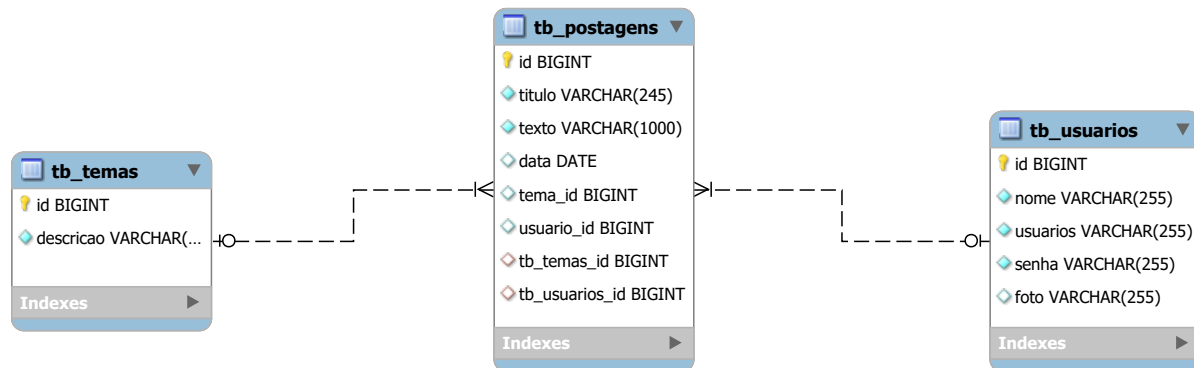 tb_temas
id BIGINT
descricao VARCHAR(...
Indexes
tb_postagens
id BIGINT
titulo VARCHAR(245)
texto VARCHAR(1000)
data DATE
tema_id BIGINT
usuario_id BIGINT
tb_temas_id BIGINT
tb_usuarios_id BIGINT
Indexes
tb_usuarios
id BIGINT
nome VARCHAR(255)
usuarios VARCHAR(255)
senha VARCHAR(255)
foto VARCHAR(255)
Indexes